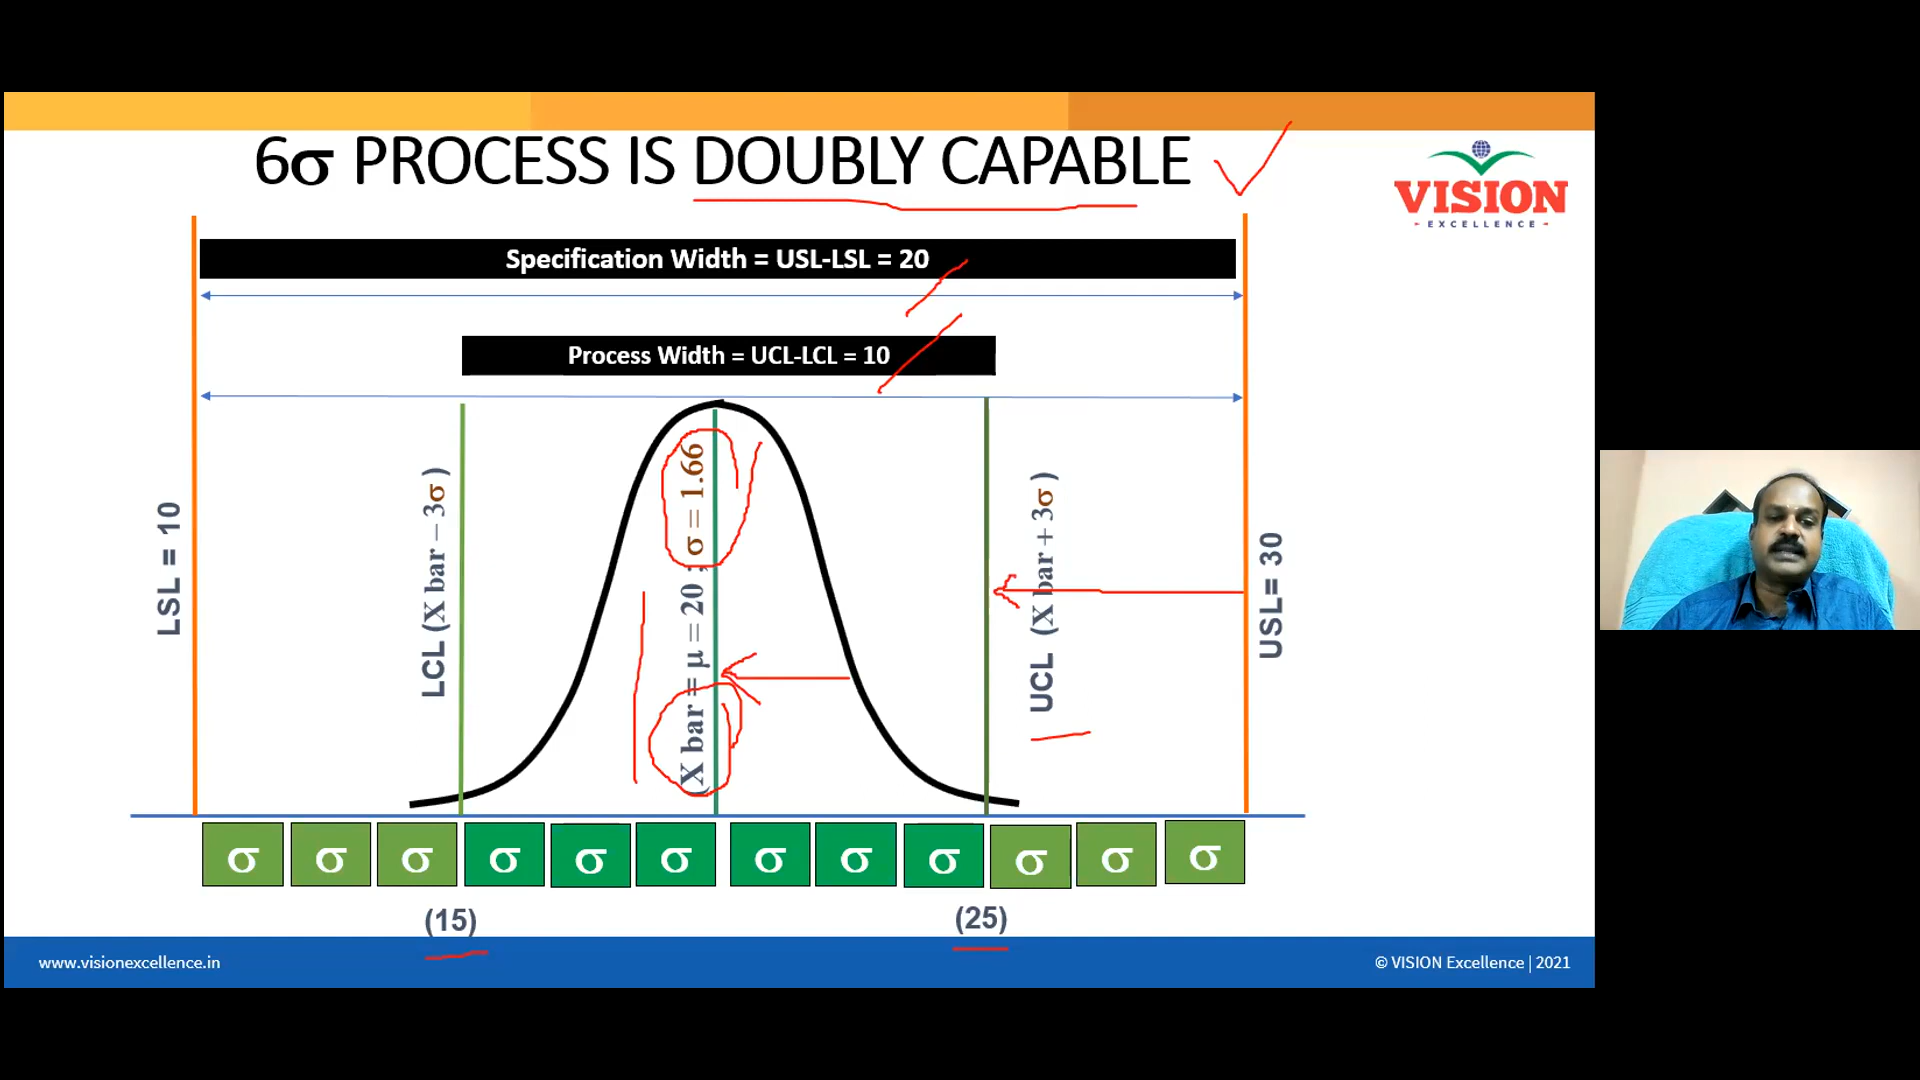 6σ PROCESS IS DOUBLY CAPABLE
VISION
EXCELLENCE
Specification Width = USL-LSL = 20
Process Width = UCL-LCL = 10
LSL = 10
LCL (X bar – 3σ )
(X bar = μ = 20 ; σ = 1.66
UCL (X bar + 3σ )
USL= 30
σ σ σ σ σ σ σ σ σ σ σ σ
(15) (25)
www.visionexcellence.in
© VISION Excellence | 2021